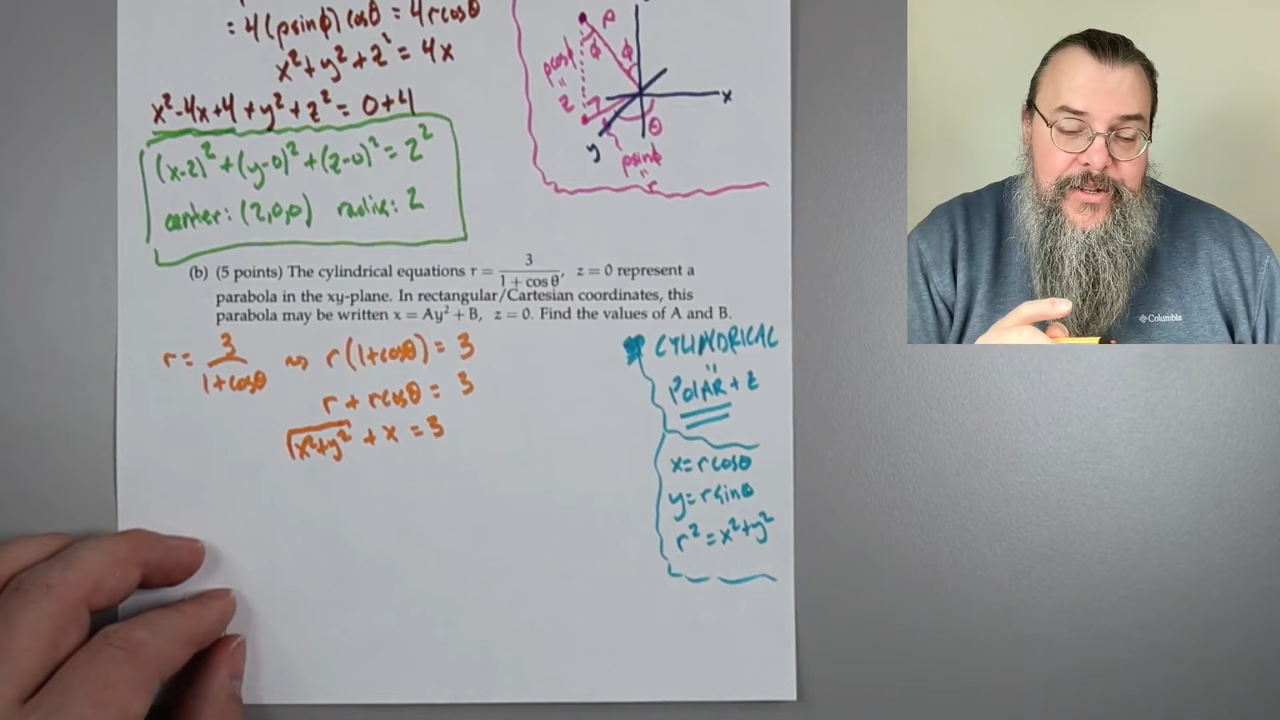 = 4(ρsinϕ)cosθ = 4rcosθ
x²+y²+z² = 4x
x²-4x+4+y²+z² = 0+4
(x-2)²+(y-0)²+(z-0)² = 2²
center: (2,0,0) radius: 2
ρ
ϕ
ϕ
ρcosϕ
=
z
r
x
θ
y
ρsinϕ
=
r
(b) (5 points) The cylindrical equations r = 3/(1 + cos θ), z = 0 represent a
parabola in the xy-plane. In rectangular/Cartesian coordinates, this
parabola may be written x = Ay² + B, z = 0. Find the values of A and B.
r = 3/(1+cosθ) ⇝ r(1+cosθ) = 3
r + rcosθ = 3
√(x²+y²) + x = 3
CYLINDRICAL
=
POLAR + z
x=rcosθ
y=rsinθ
r²=x²+y²
Columbia